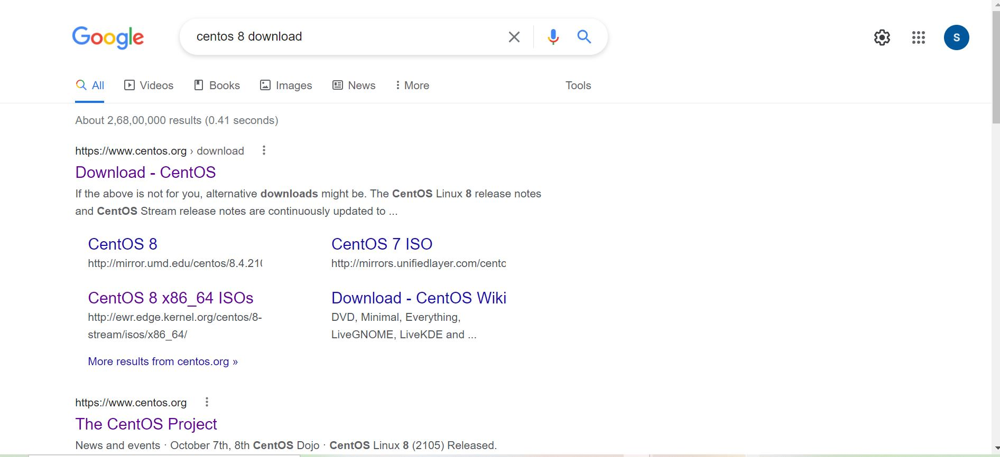 Google
centos 8 download
S
All Videos Books Images News More Tools
About 2,68,00,000 results (0.41 seconds)
https://www.centos.org › download
Download - CentOS
If the above is not for you, alternative downloads might be. The CentOS Linux 8 release notes
and CentOS Stream release notes are continuously updated to ...
CentOS 8
http://mirror.umd.edu/centos/8.4.21
CentOS 7 ISO
http://mirrors.unifiedlayer.com/cento
CentOS 8 x86_64 ISOs
http://ewr.edge.kernel.org/centos/8-
stream/isos/x86_64/
Download - CentOS Wiki
DVD, Minimal, Everything,
LiveGNOME, LiveKDE and ...
More results from centos.org »
https://www.centos.org
The CentOS Project
News and events · October 7th, 8th CentOS Dojo · CentOS Linux 8 (2105) Released.